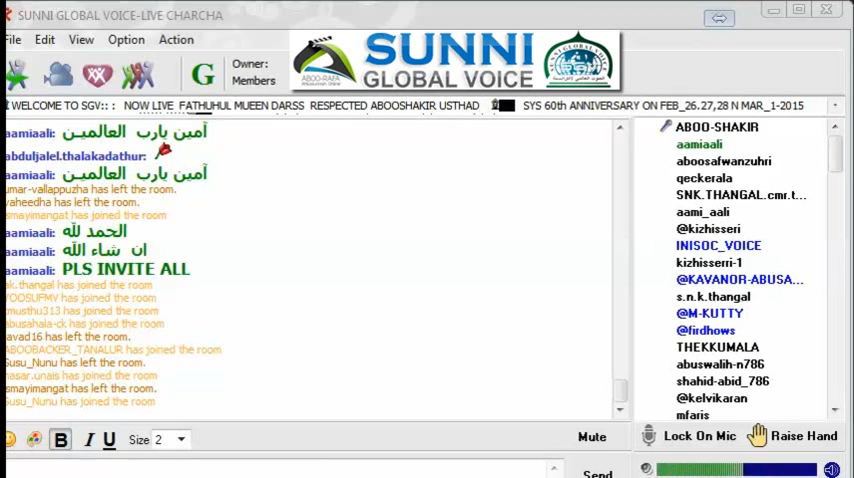 SUNNI GLOBAL VOICE-LIVE CHARCHA
File Edit View Option Action
G
Owner:
Members
ABOO-RAFA
SUNNI
GLOBAL VOICE
WELCOME TO SGV: : : NOW LIVE FATHUHUL MUEEN DARSS RESPECTED ABOOSHAKIR USTHAD
SYS 60th ANNIVERSARY ON FEB_26.27,28 N MAR_1-2015
aamiaali: آمين يارب العالميـن
abduljalel.thalakadathur:
aamiaali: آمين يارب العالميـن
umar-vallappuzha has left the room.
vaheedha has left the room.
ismayimangat has joined the room
aamiaali: الحمد لله
aamiaali: ان شاء الله
aamiaali: PLS INVITE ALL
ak.thangal has joined the room
YOOSUFMV has joined the room
kmusthu313 has joined the room
abusahala-ck has joined the room
javad16 has left the room.
ABOOBACKER_TANALUR has joined the room
Susu_Nunu has left the room.
nasar.unais has joined the room
ismayimangat has left the room.
Susu_Nunu has joined the room
ABOO-SHAKIR
aamiaali
aboosafwanzuhri
qeckerala
SNK.THANGAL.cmr.t...
aami_aali
@kizhisseri
INISOC_VOICE
kizhisserri-1
@KAVANOR-ABUSA...
s.n.k.thangal
@M-KUTTY
@firdhows
THEKKUMALA
abuswalih-n786
shahid-abid_786
@kelvikaran
mfaris
B I U Size 2
Mute
Lock On Mic
Raise Hand
Send